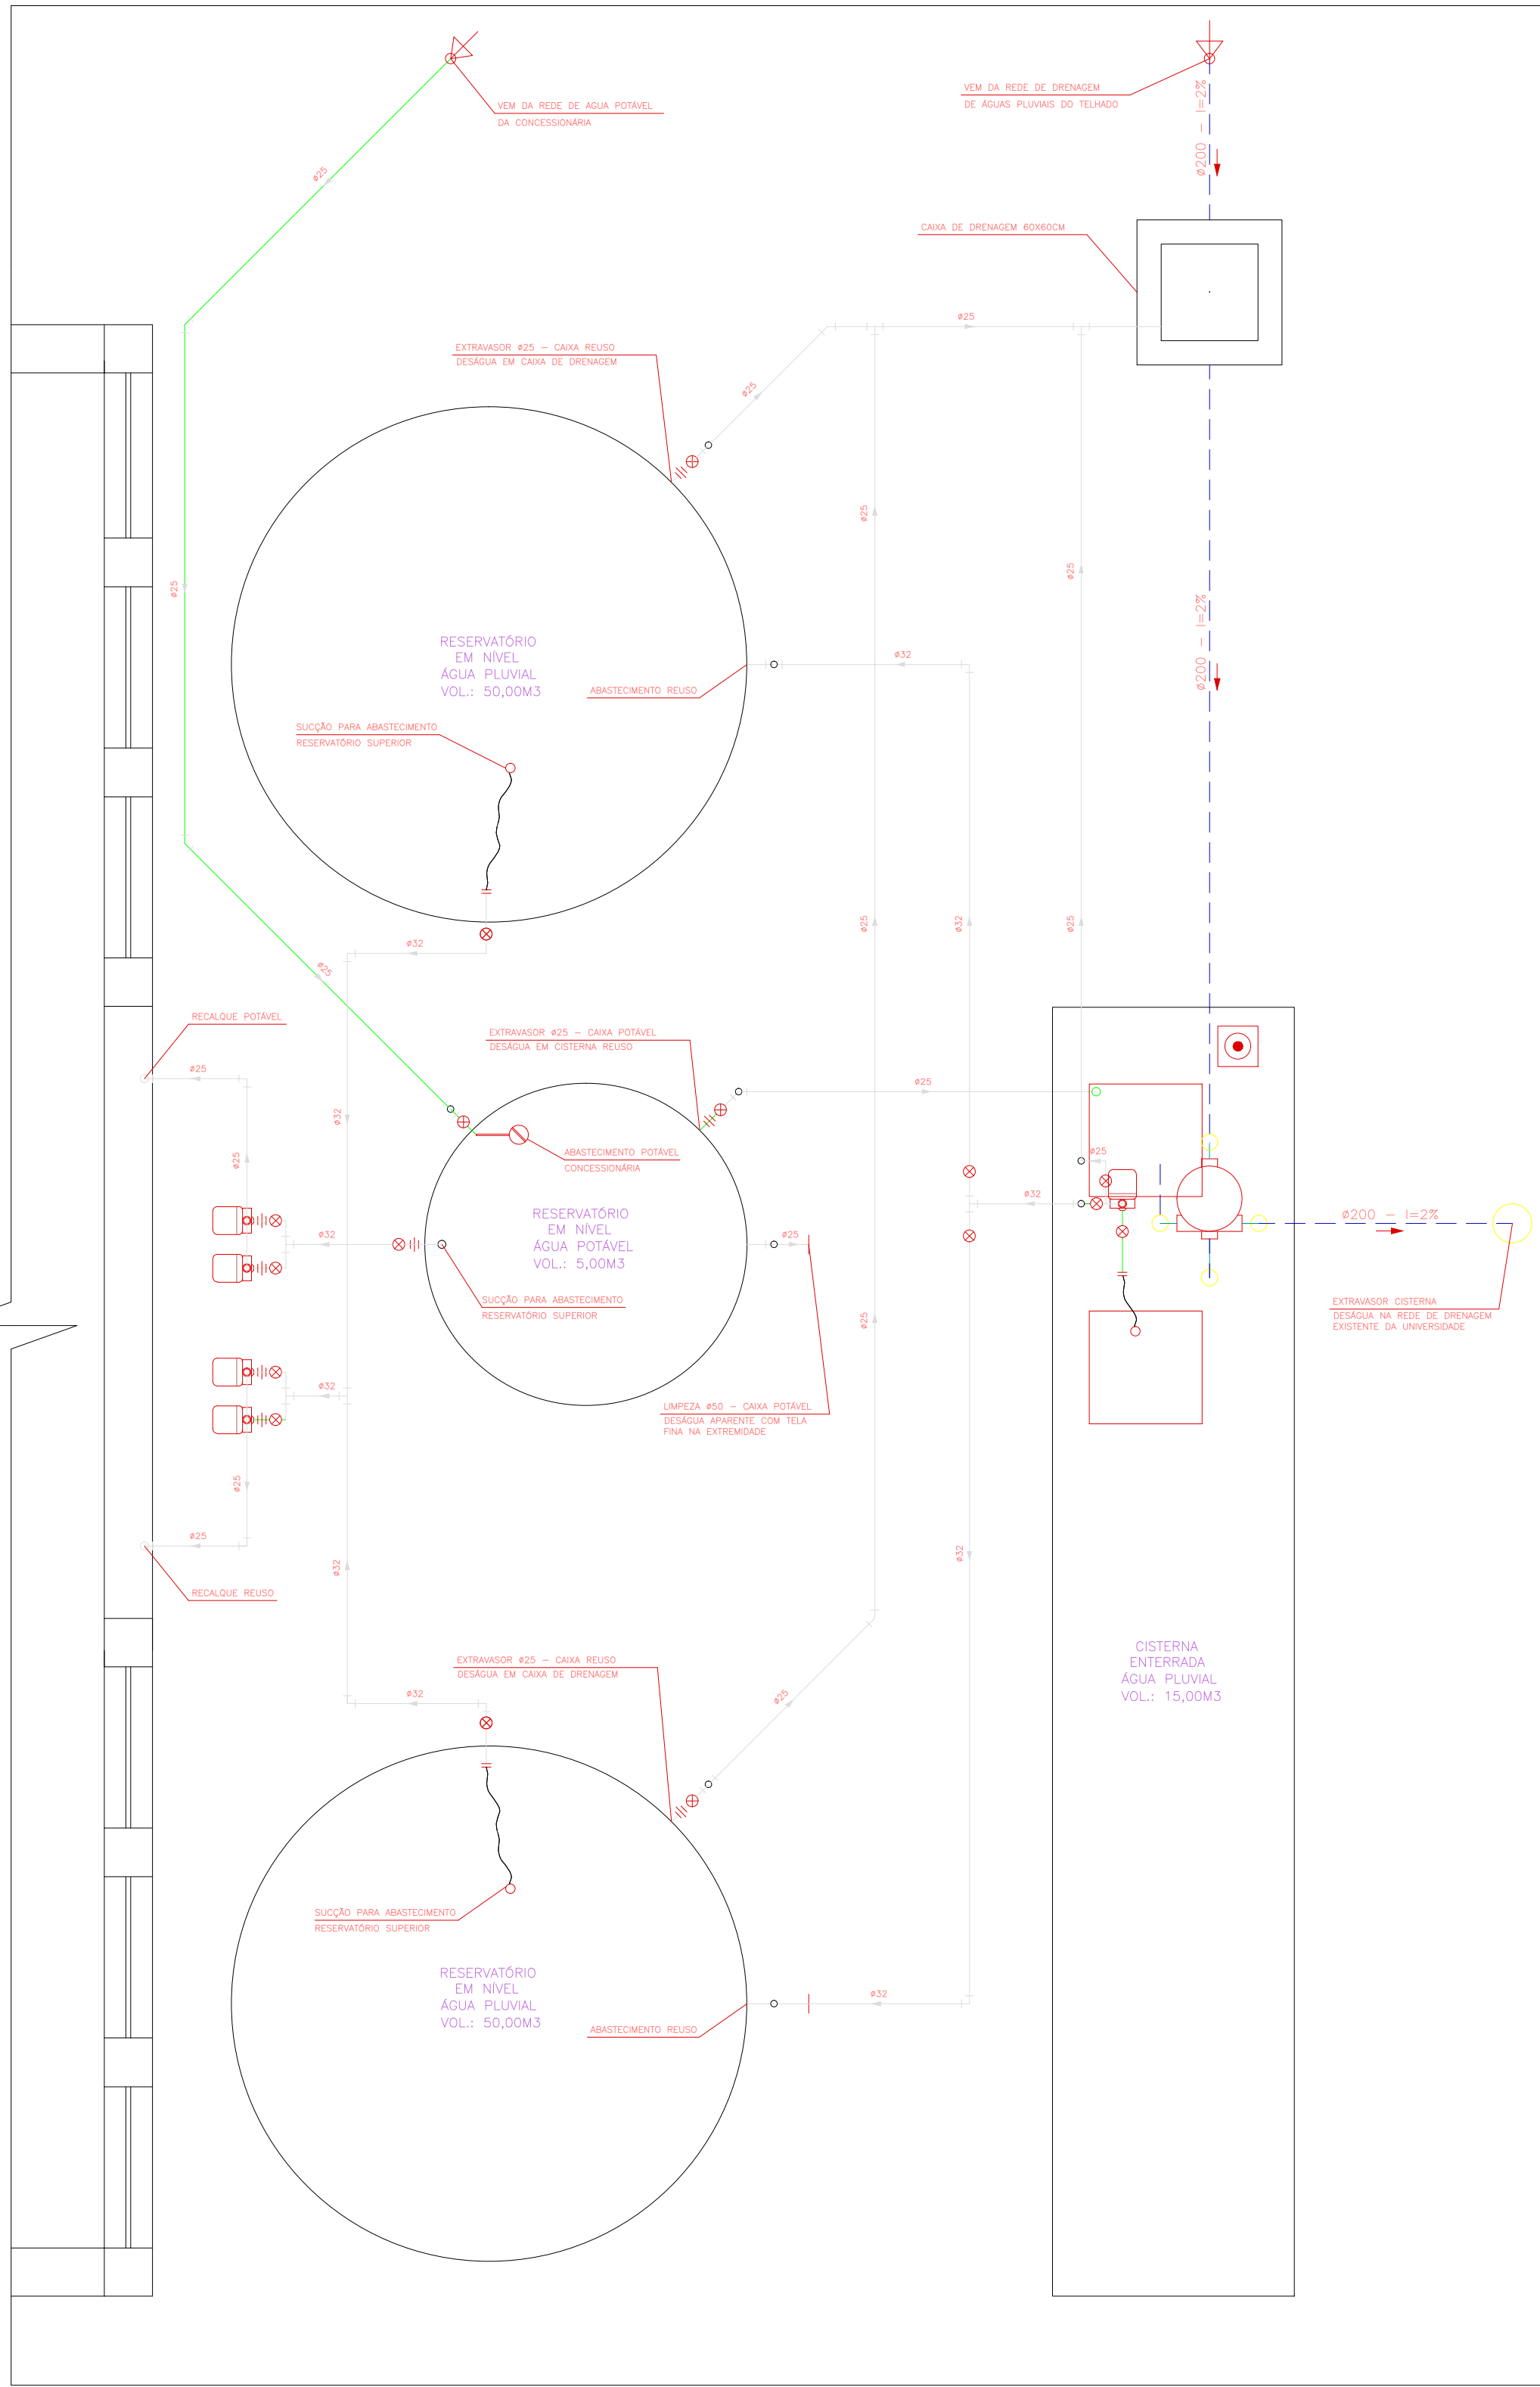 VEM DA REDE DE AGUA POTÁVEL
DA CONCESSIONÁRIA
VEM DA REDE DE DRENAGEM
DE ÁGUAS PLUVIAIS DO TELHADO
ø200 - I=2%
ø25
CAIXA DE DRENAGEM 60X60CM
ø25
EXTRAVASOR ø25 - CAIXA REUSO
DESÁGUA EM CAIXA DE DRENAGEM
ø25
ø25
ø25
ø25
ø200 - I=2%
RESERVATÓRIO
EM NÍVEL
ÁGUA PLUVIAL
VOL.: 50,00M3
ø32
ABASTECIMENTO REUSO
SUCÇÃO PARA ABASTECIMENTO
RESERVATÓRIO SUPERIOR
ø25
ø32
ø25
ø32
ø25
RECALQUE POTÁVEL
EXTRAVASOR ø25 - CAIXA POTÁVEL
DESÁGUA EM CISTERNA REUSO
ø25
ø25
ø32
ABASTECIMENTO POTÁVEL
CONCESSIONÁRIA
ø25
ø25
ø32
RESERVATÓRIO
EM NÍVEL
ÁGUA POTÁVEL
VOL.: 5,00M3
ø200 - I=2%
ø32
ø25
SUCÇÃO PARA ABASTECIMENTO
RESERVATÓRIO SUPERIOR
EXTRAVASOR CISTERNA
DESÁGUA NA REDE DE DRENAGEM
EXISTENTE DA UNIVERSIDADE
ø25
ø32
LIMPEZA ø50 - CAIXA POTÁVEL
DESÁGUA APARENTE COM TELA
FINA NA EXTREMIDADE
ø25
ø25
ø32
ø32
RECALQUE REUSO
EXTRAVASOR ø25 - CAIXA REUSO
DESÁGUA EM CAIXA DE DRENAGEM
CISTERNA
ENTERRADA
ÁGUA PLUVIAL
VOL.: 15,00M3
ø32
ø25
SUCÇÃO PARA ABASTECIMENTO
RESERVATÓRIO SUPERIOR
RESERVATÓRIO
EM NÍVEL
ÁGUA PLUVIAL
VOL.: 50,00M3
ø32
ABASTECIMENTO REUSO